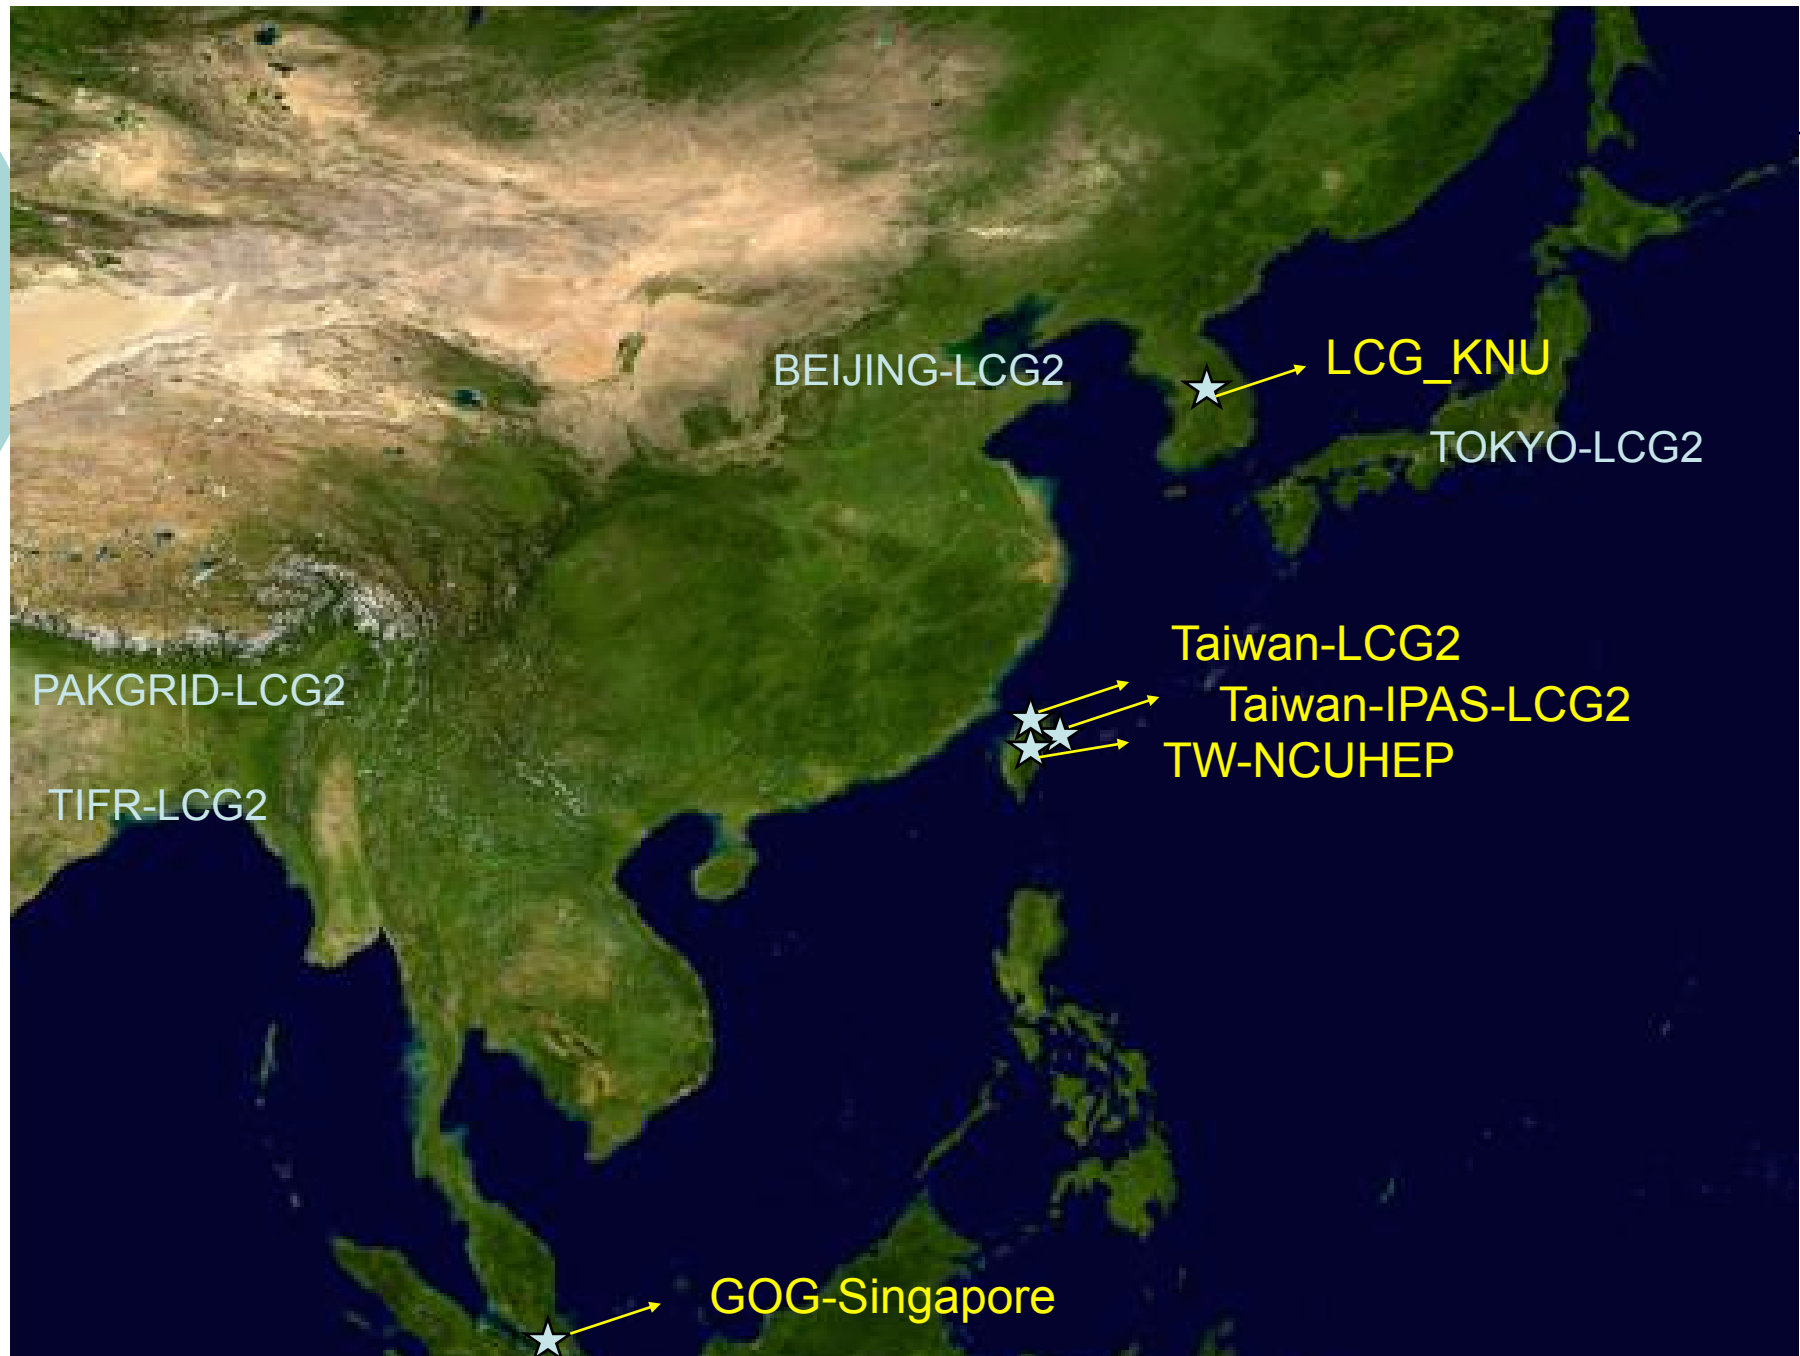 LCG_KNU
BEIJING-LCG2
TOKYO-LCG2
Taiwan-LCG2
PAKGRID-LCG2
Taiwan-IPAS-LCG2
TW-NCUHEP
TIFR-LCG2
GOG-Singapore